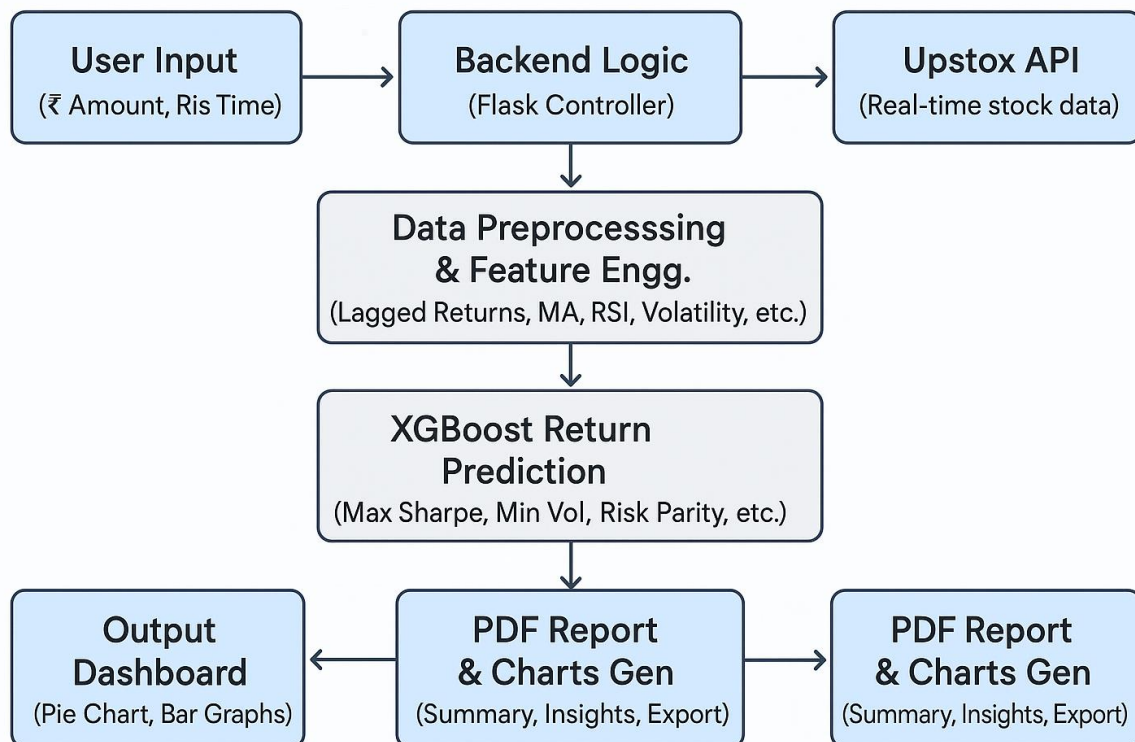 User Input
(₹ Amount, Ris Time)
Backend Logic
(Flask Controller)
Upstox API
(Real-time stock data)
Data Preprocesssing
& Feature Engg.
(Lagged Returns, MA, RSI, Volatility, etc.)
XGBoost Return
Prediction
(Max Sharpe, Min Vol, Risk Parity, etc.)
Output
Dashboard
(Pie Chart, Bar Graphs)
PDF Report
& Charts Gen
(Summary, Insights, Export)
PDF Report
& Charts Gen
(Summary, Insights, Export)